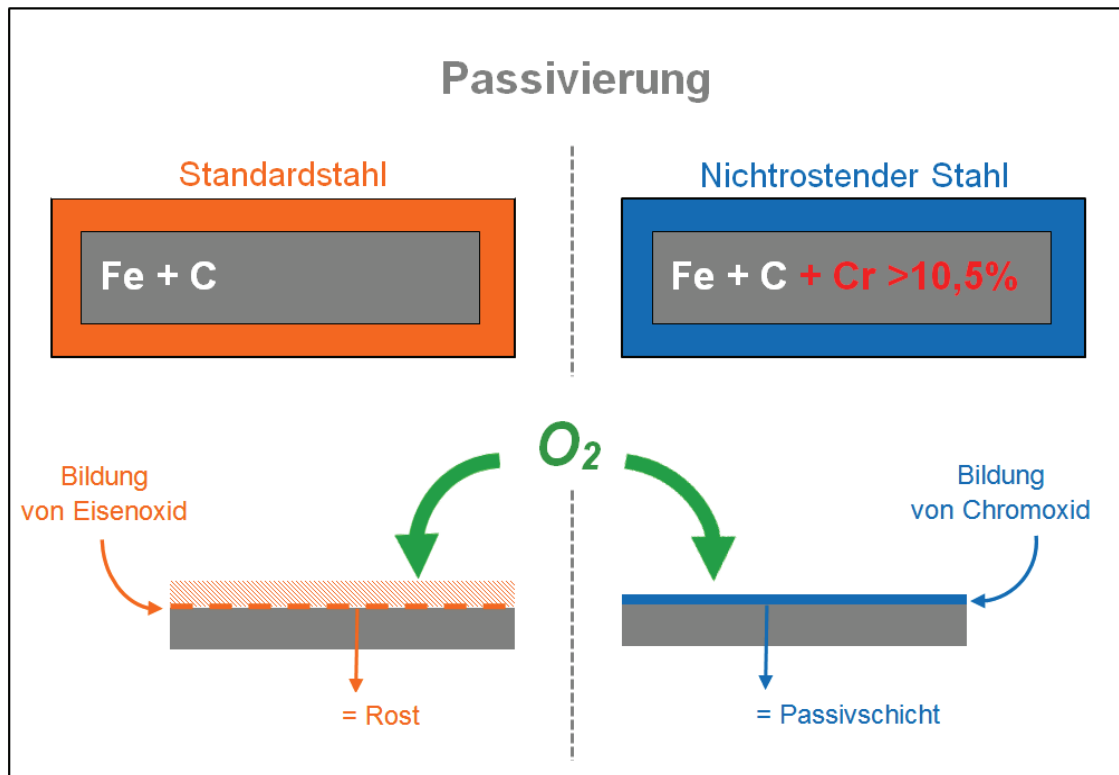 Passivierung
Standardstahl
Fe + C
Nichtrostender Stahl
Fe + C + Cr >10,5%
O₂
Bildung
von Eisenoxid
= Rost
Bildung
von Chromoxid
= Passivschicht